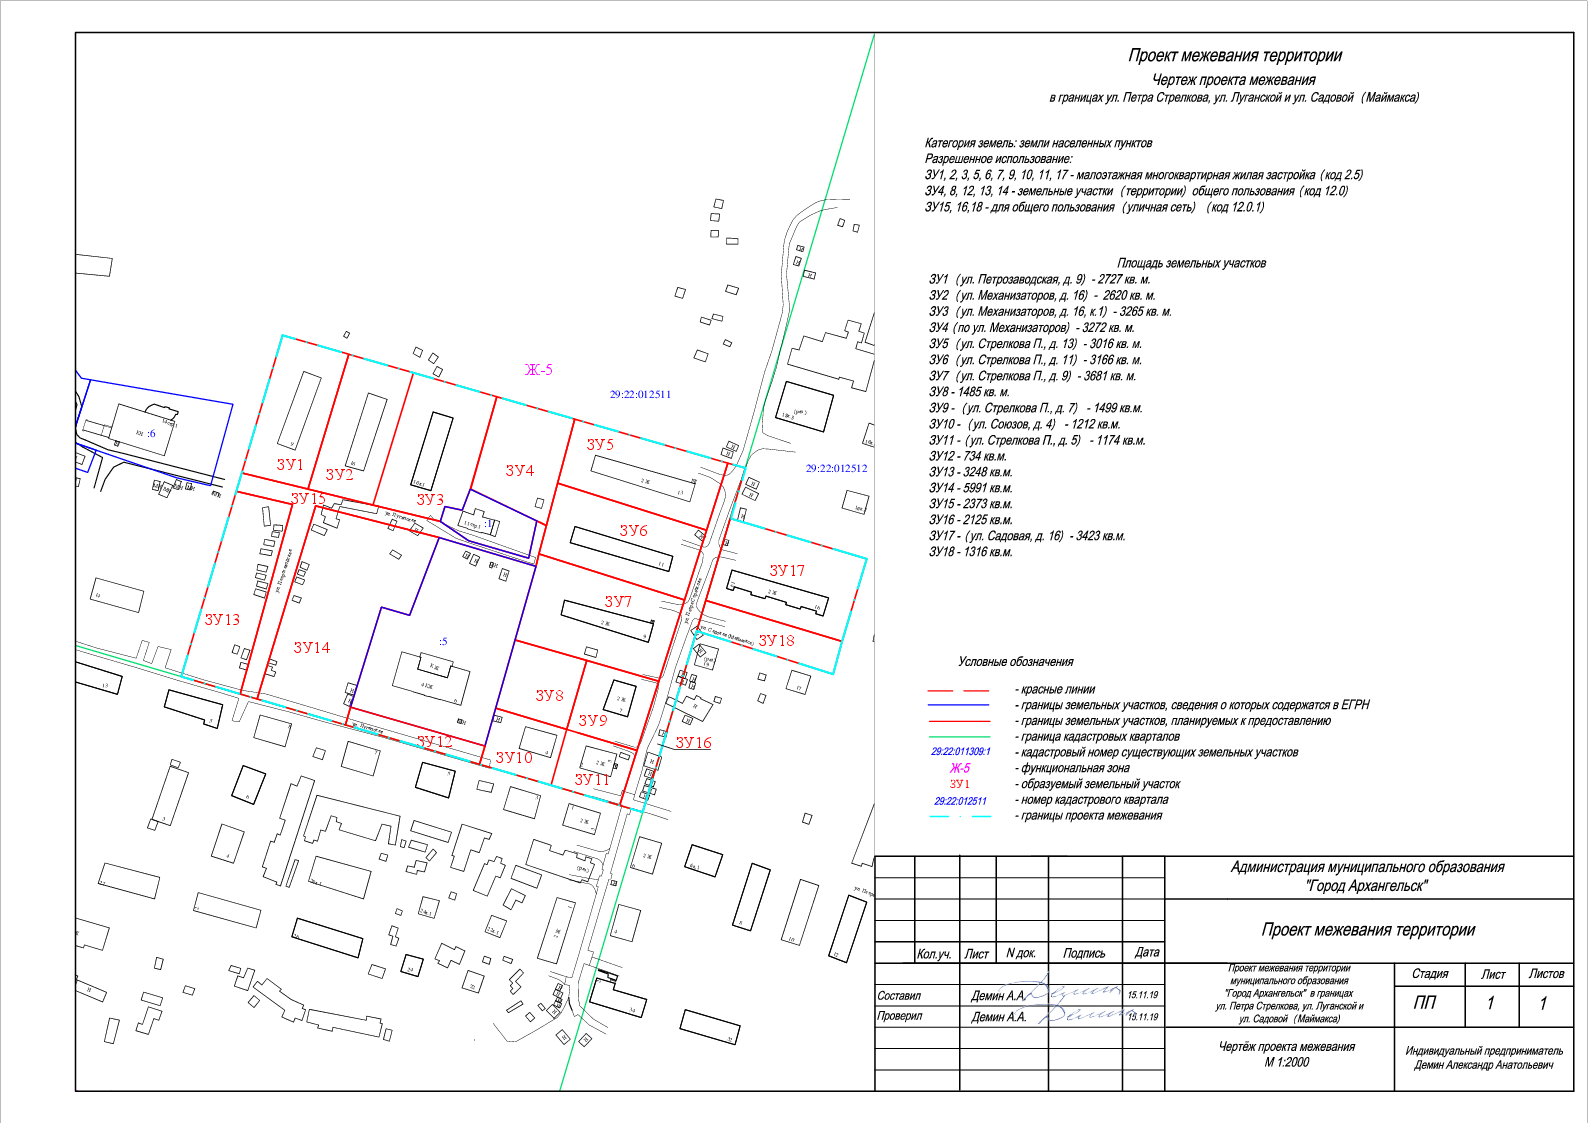 Проект межевания территории
Чертеж проекта межевания
в границах ул. Петра Стрелкова, ул. Луганской и ул. Садовой (Маймакса)
Категория земель: земли населенных пунктов
Разрешенное использование:
ЗУ1, 2, 3, 5, 6, 7, 9, 10, 11, 17 - малоэтажная многоквартирная жилая застройка (код 2.5)
ЗУ4, 8, 12, 13, 14 - земельные участки (территории) общего пользования (код 12.0)
ЗУ15, 16,18 - для общего пользования (уличная сеть) (код 12.0.1)
Площадь земельных участков
ЗУ1 (ул. Петрозаводская, д. 9) - 2727 кв. м.
ЗУ2 (ул. Механизаторов, д. 16) - 2620 кв. м.
ЗУ3 (ул. Механизаторов, д. 16, к.1) - 3265 кв. м.
ЗУ4 (по ул. Механизаторов) - 3272 кв. м.
ЗУ5 (ул. Стрелкова П., д. 13) - 3016 кв. м.
ЗУ6 (ул. Стрелкова П., д. 11) - 3166 кв. м.
ЗУ7 (ул. Стрелкова П., д. 9) - 3681 кв. м.
ЗУ8 - 1485 кв. м.
ЗУ9 - (ул. Стрелкова П., д. 7) - 1499 кв.м.
ЗУ10 - (ул. Союзов, д. 4) - 1212 кв.м.
ЗУ11 - (ул. Стрелкова П., д. 5) - 1174 кв.м.
ЗУ12 - 734 кв.м.
ЗУ13 - 3248 кв.м.
ЗУ14 - 5991 кв.м.
ЗУ15 - 2373 кв.м.
ЗУ16 - 2125 кв.м.
ЗУ17 - (ул. Садовая, д. 16) - 3423 кв.м.
ЗУ18 - 1316 кв.м.
Условные обозначения
- красные линии
- границы земельных участков, сведения о которых содержатся в ЕГРН
- границы земельных участков, планируемых к предоставлению
- граница кадастровых кварталов
29:22:011309:1 - кадастровый номер существующих земельных участков
Ж-5 - функциональная зона
ЗУ1 - образуемый земельный участок
29:22:012511 - номер кадастрового квартала
- границы проекта межевания
Ж-5
29:22:012511
29:22:012512
:6
ЗУ1
ЗУ2
ЗУ3
ЗУ4
ЗУ5
ЗУ15
:1
ЗУ6
ЗУ17
ЗУ7
ЗУ13
ЗУ14
:5
ЗУ18
ЗУ8
ЗУ9
ЗУ12
ЗУ10
ЗУ16
ЗУ11
Администрация муниципального образования
"Город Архангельск"
Проект межевания территории
Кол.уч. Лист N док. Подпись Дата
Проект межевания территории
муниципального образования
"Город Архангельск" в границах
ул. Петра Стрелкова, ул. Луганской и
ул. Садовой (Маймакса)
Стадия Лист Листов
ПП 1 1
Составил Демин А.А. 15.11.19
Проверил Демин А.А. 15.11.19
Чертёж проекта межевания
М 1:2000
Индивидуальный предприниматель
Демин Александр Анатольевич